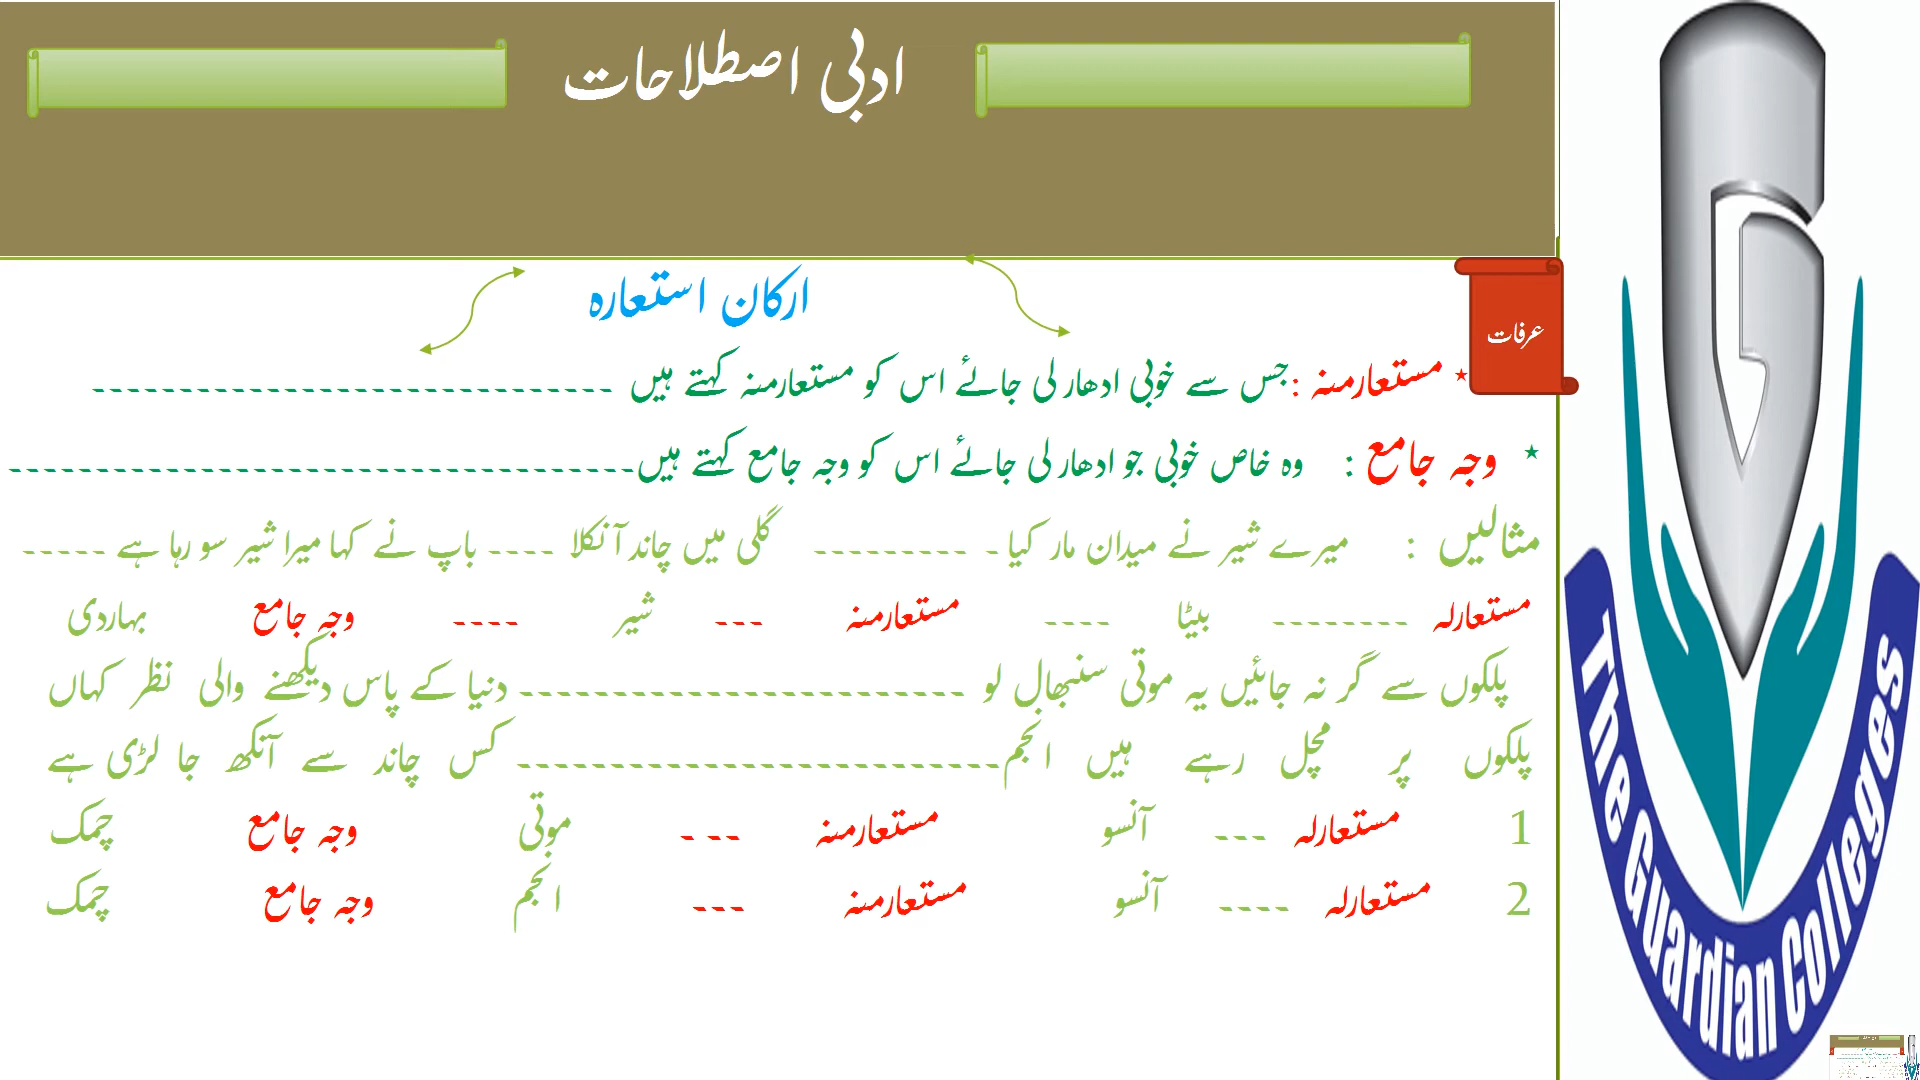 ادبی اصطلاحات
ارکان استعارہ
عرفات
* مستعارمنہ :جس سے خوبی ادھار لی جائے اس کو مستعارمنہ کہتے ہیں ------------------------------
* وجہ جامع : وہ خاص خوبی جو ادھار لی جائے اس کو وجہ جامع کہتے ہیں------------------------------------
مثالیں : میرے شیر نے میدان مار کیا - --------- گلی میں چاند آنکلا ---- باپ نے کہا میرا شیر سو رہا ہے -----
مستعارلہ -------- بیٹا ---- مستعارمنہ --- شیر ---- وجہ جامع بہاردی
پلکوں سے گر نہ جائیں یہ موتی سنبھال لو -------------------------- دنیا کے پاس دیکھنے والی نظر کہاں
پلکوں پر مچل رہے ہیں انجم---------------------------- کس چاند سے آنکھ جا لڑی ہے
1 مستعارلہ --- آنسو مستعارمنہ -- - موتی وجہ جامع چمک
2 مستعارلہ ---- آنسو مستعارمنہ --- انجم وجہ جامع چمک
The Guardian Colleges